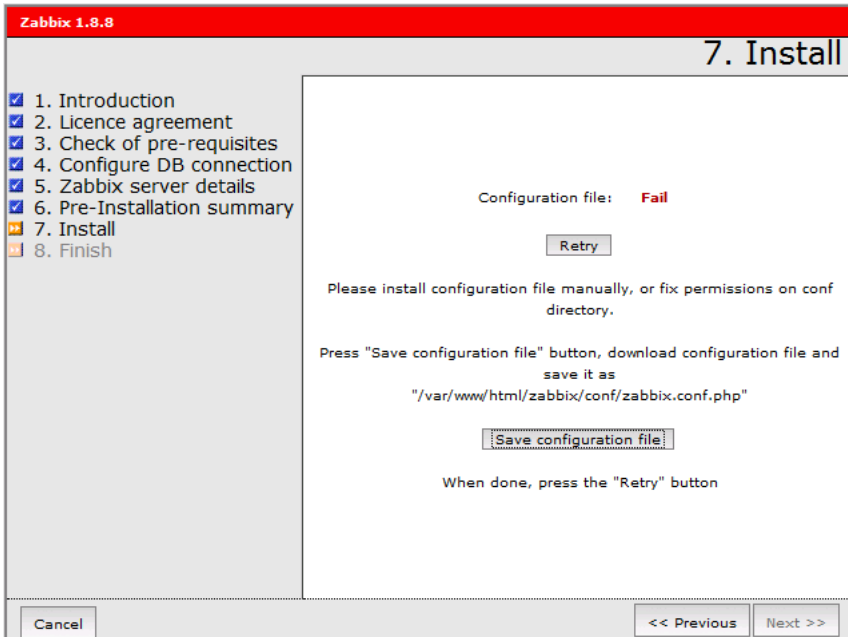 Zabbix 1.8.8
7. Install
1. Introduction
2. Licence agreement
3. Check of pre-requisites
4. Configure DB connection
5. Zabbix server details
6. Pre-Installation summary
7. Install
8. Finish
Configuration file: Fail
Retry
Please install configuration file manually, or fix permissions on conf
directory.
Press "Save configuration file" button, download configuration file and
save it as
"/var/www/html/zabbix/conf/zabbix.conf.php"
Save configuration file
When done, press the "Retry" button
Cancel
<< Previous
Next >>